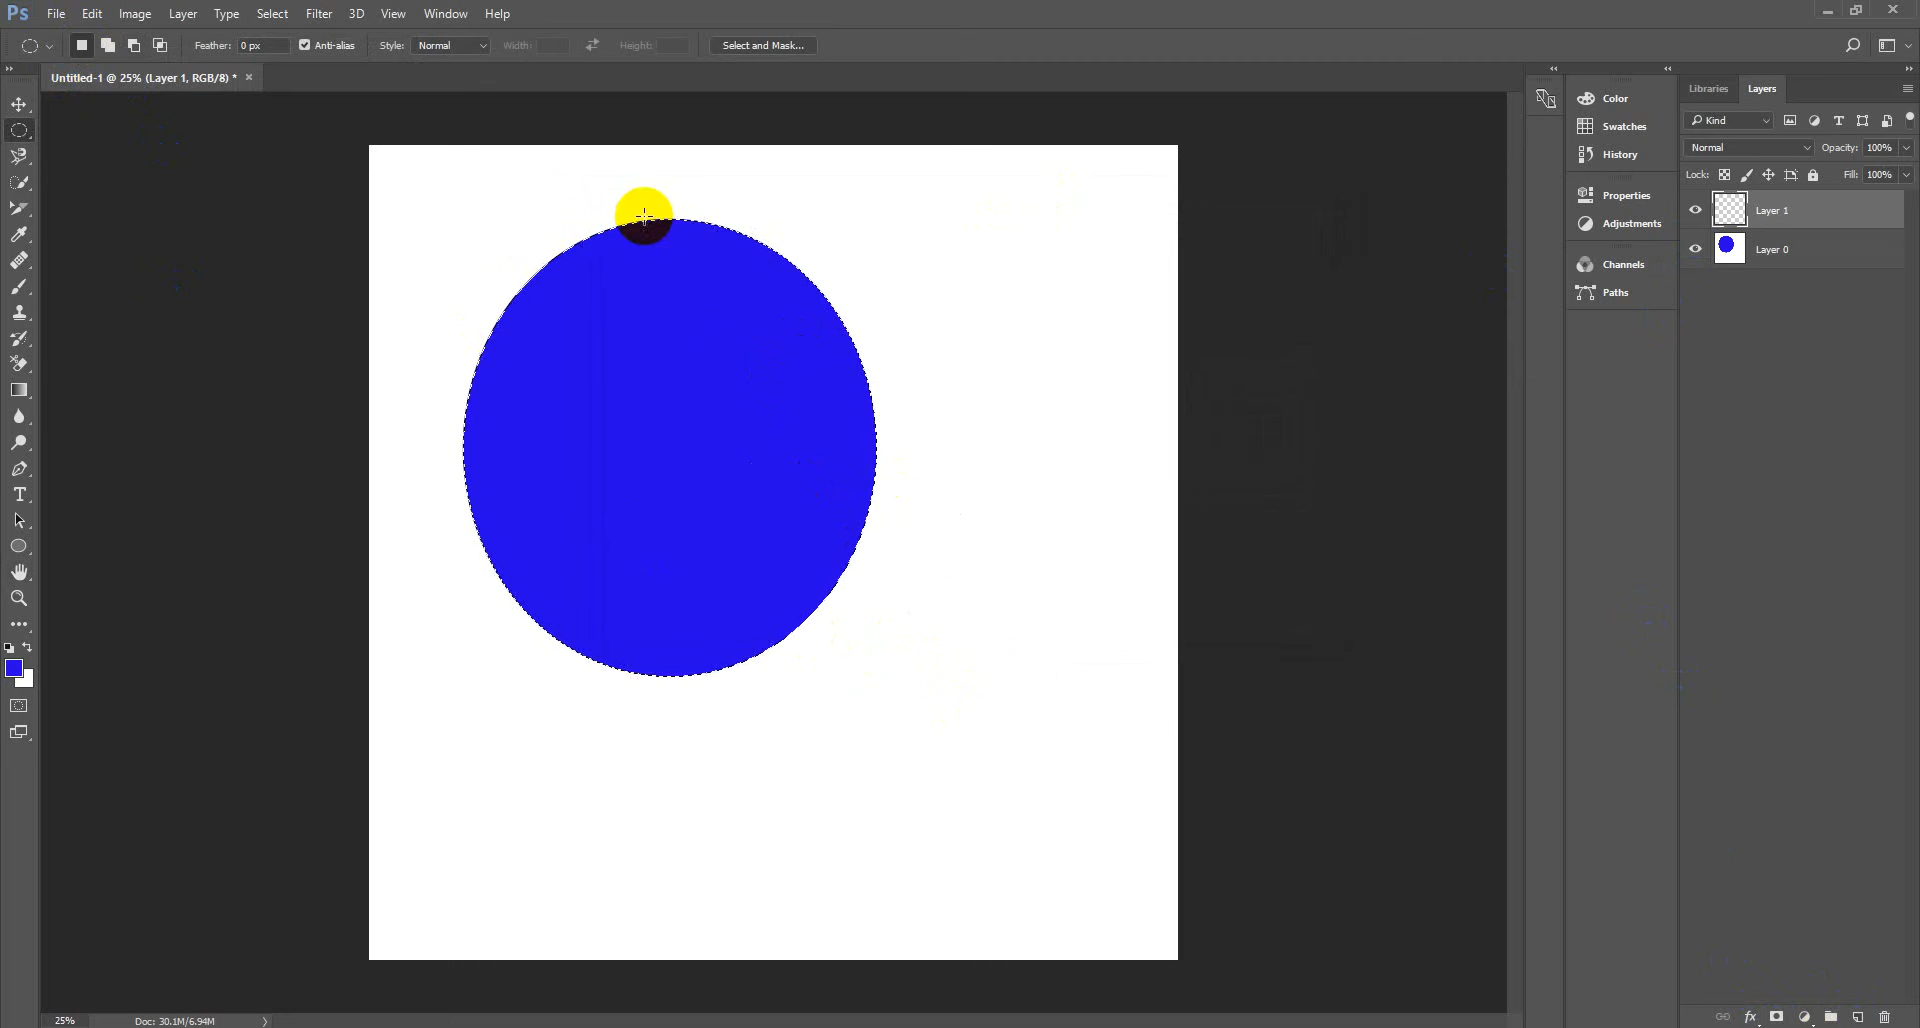 Ps File Edit Image Layer Type Select Filter 3D View Window Help
Feather: 0 px Anti-alias Style: Normal Width: Height: Select and Mask...
Untitled-1 @ 25% (Layer 1, RGB/8) * ×
Color
Swatches
History
Properties
Adjustments
Channels
Paths
Libraries Layers
Kind
Normal Opacity: 100%
Lock: Fill: 100%
Layer 1
Layer 0
25% Doc: 30.1M/6.94M